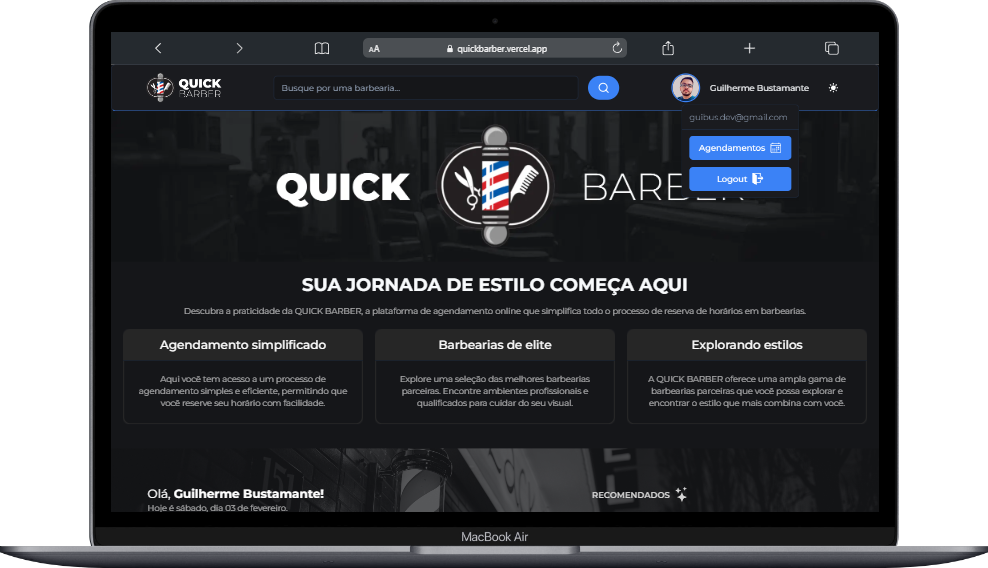 AA quickbarber.vercel.app
QUICK
BARBER
Busque por uma barbearia...
Guilherme Bustamante
guibus.dev@gmail.com
Agendamentos
Logout
QUICK BARBER
SUA JORNADA DE ESTILO COMEÇA AQUI
Descubra a praticidade da QUICK BARBER, a plataforma de agendamento online que simplifica todo o processo de reserva de horários em barbearias.
Agendamento simplificado
Aqui você tem acesso a um processo de
agendamento simples e eficiente, permitindo que
você reserve seu horário com facilidade.
Barbearias de elite
Explore uma seleção das melhores barbearias
parceiras. Encontre ambientes profissionais e
qualificados para cuidar do seu visual.
Explorando estilos
A QUICK BARBER oferece uma ampla gama de
barbearias parceiras que você possa explorar e
encontrar o estilo que mais combina com você.
Olá, Guilherme Bustamante!
Hoje é sábado, dia 03 de fevereiro.
RECOMENDADOS
MacBook Air